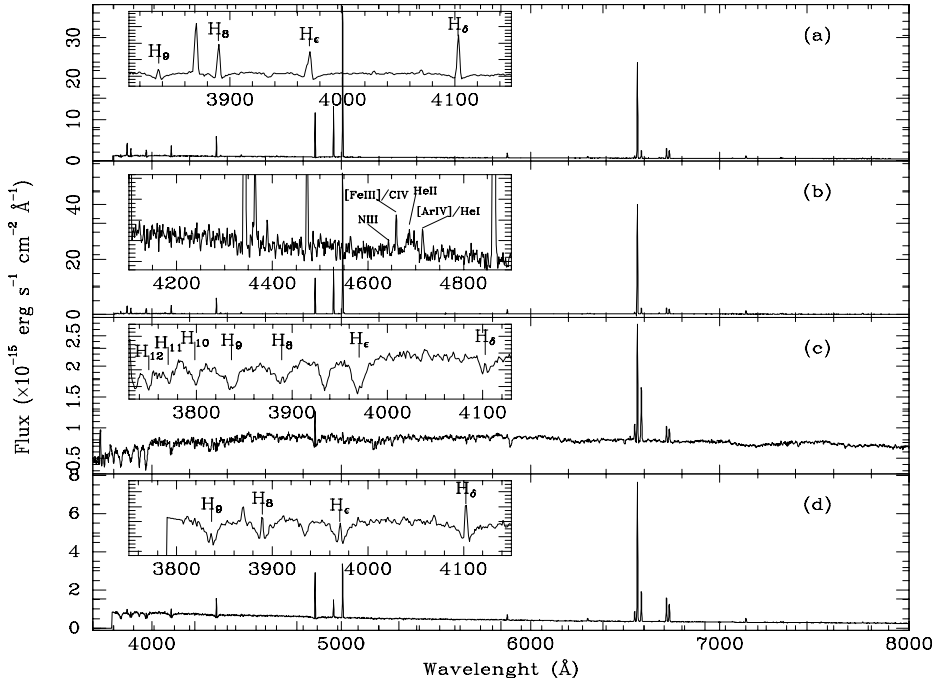 (a)
H9
H8
Hε
Hδ
3900
4000
4100
30
20
10
0
(b)
[FeIII]/CIV
HeII
NIII
[ArIV]/HeI
4200
4400
4600
4800
40
20
0
(c)
H12
H11
H10
H9
H8
Hε
Hδ
3800
3900
4000
4100
2.5
2.0
1.5
1
0.5
(d)
H9
H8
Hε
Hδ
3800
3900
4000
4100
8
6
4
2
0
4000
5000
6000
7000
8000
Flux (×10⁻¹⁵ erg s⁻¹ cm⁻² Å⁻¹)
Wavelenght (Å)